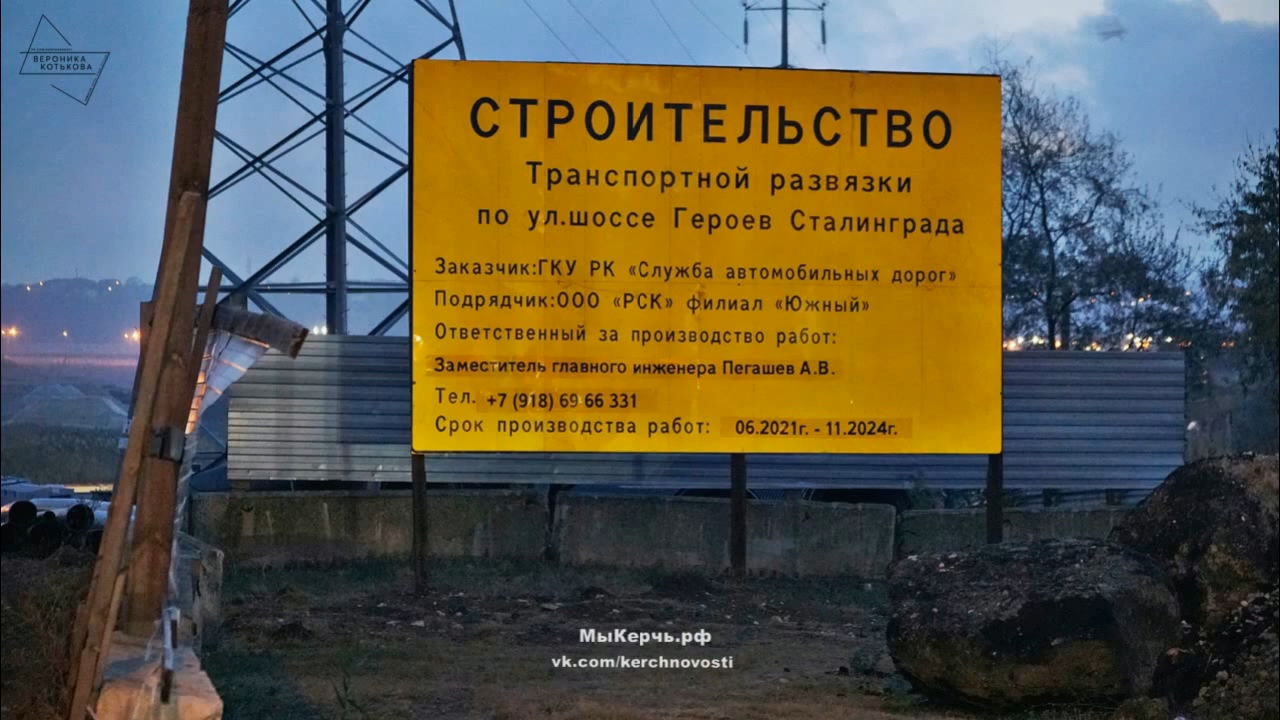 ВЕРОНИКА
КОТЬКОВА
СТРОИТЕЛЬСТВО
Транспортной развязки
по ул.шоссе Героев Сталинграда
Заказчик:ГКУ РК «Служба автомобильных дорог»
Подрядчик:ООО «РСК» филиал «Южный»
Ответственный за производство работ:
Заместитель главного инженера Пегашев А.В.
Тел. +7 (918) 69 66 331
Срок производства работ: 06.2021г. - 11.2024г.
МыКерчь.рф
vk.com/kerchnovosti